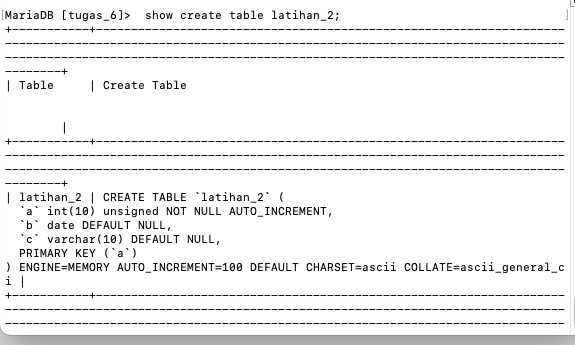 MariaDB [tugas_6]>  show create table latihan_2;
+-----------+--------------------------------------------------------------------
--------------------------------------------------------------------------------
--------------------------------------------------------------------------------
--------+
| Table     | Create Table
        |
+-----------+--------------------------------------------------------------------
--------------------------------------------------------------------------------
--------------------------------------------------------------------------------
--------+
| latihan_2 | CREATE TABLE `latihan_2` (
  `a` int(10) unsigned NOT NULL AUTO_INCREMENT,
  `b` date DEFAULT NULL,
  `c` varchar(10) DEFAULT NULL,
  PRIMARY KEY (`a`)
) ENGINE=MEMORY AUTO_INCREMENT=100 DEFAULT CHARSET=ascii COLLATE=ascii_general_c
i |
+-----------+--------------------------------------------------------------------
--------------------------------------------------------------------------------
--------------------------------------------------------------------------------